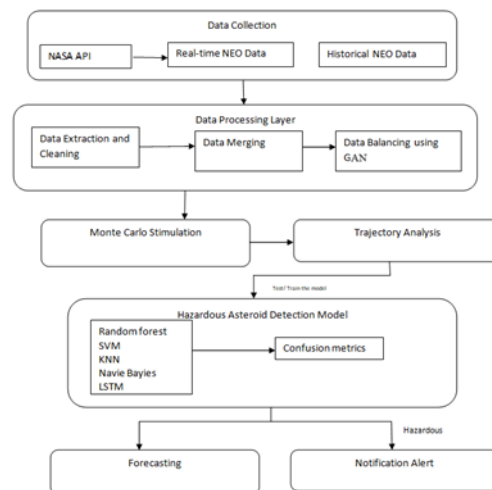 Data Collection
NASA API
Real-time NEO Data
Historical NEO Data
Data Processing Layer
Data Extraction and
Cleaning
Data Merging
Data Balancing using
GAN
Monte Carlo Stimulation
Trajectory Analysis
Test/ Train the model
Hazardous Asteroid Detection Model
Random forest
SVM
KNN
Navie Bayies
LSTM
Confusion metrics
Hazardous
Forecasting
Notification Alert